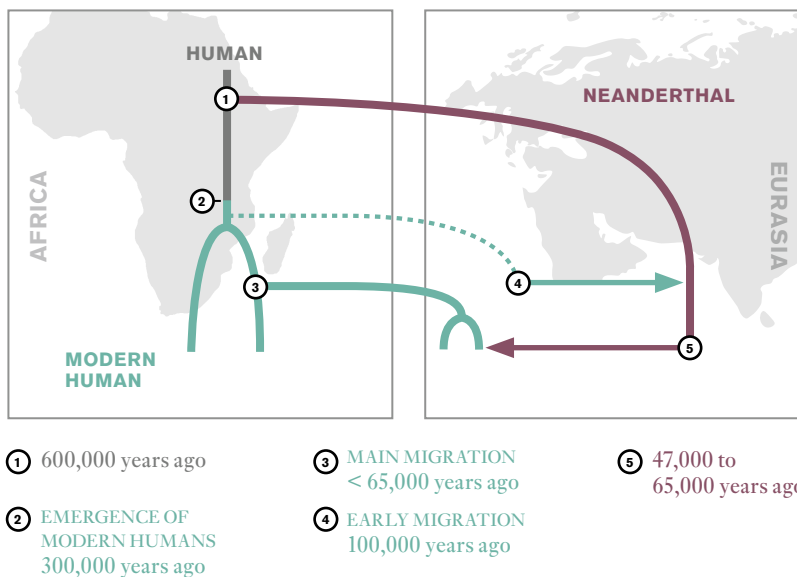 HUMAN
1
NEANDERTHAL
AFRICA
EURASIA
2
3
4
MODERN
HUMAN
5
1 600,000 years ago
2 EMERGENCE OF
MODERN HUMANS
300,000 years ago
3 MAIN MIGRATION
< 65,000 years ago
4 EARLY MIGRATION
100,000 years ago
5 47,000 to
65,000 years ago